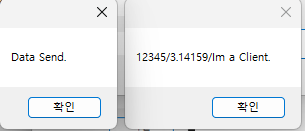 Data Send.
12345/3.14159/Im a Client.
확인
확인